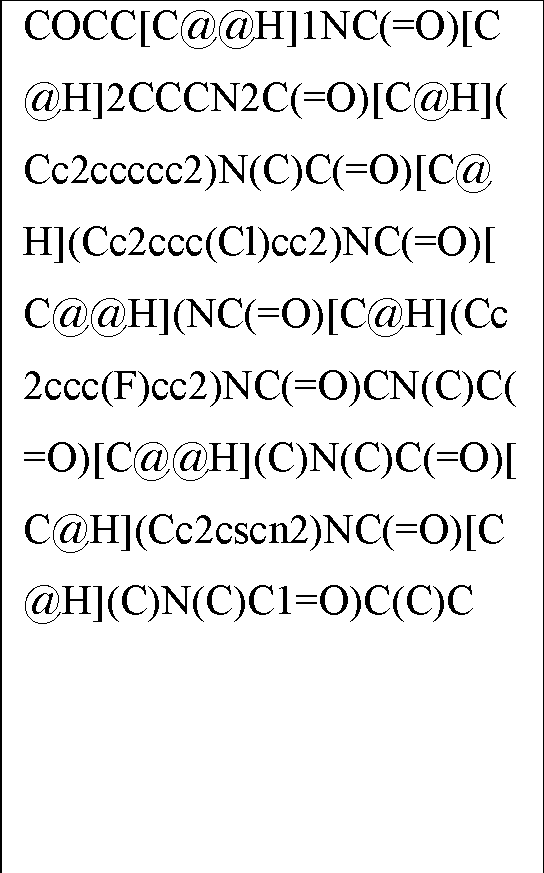 COCC[C@@H]1NC(=O)[C
@H]2CCCN2C(=O)[C@H](
Cc2ccccc2)N(C)C(=O)[C@
H](Cc2ccc(Cl)cc2)NC(=O)[
C@@H](NC(=O)[C@H](Cc
2ccc(F)cc2)NC(=O)CN(C)C(
=O)[C@@H](C)N(C)C(=O)[
C@H](Cc2cscn2)NC(=O)[C
@H](C)N(C)C1=O)C(C)C